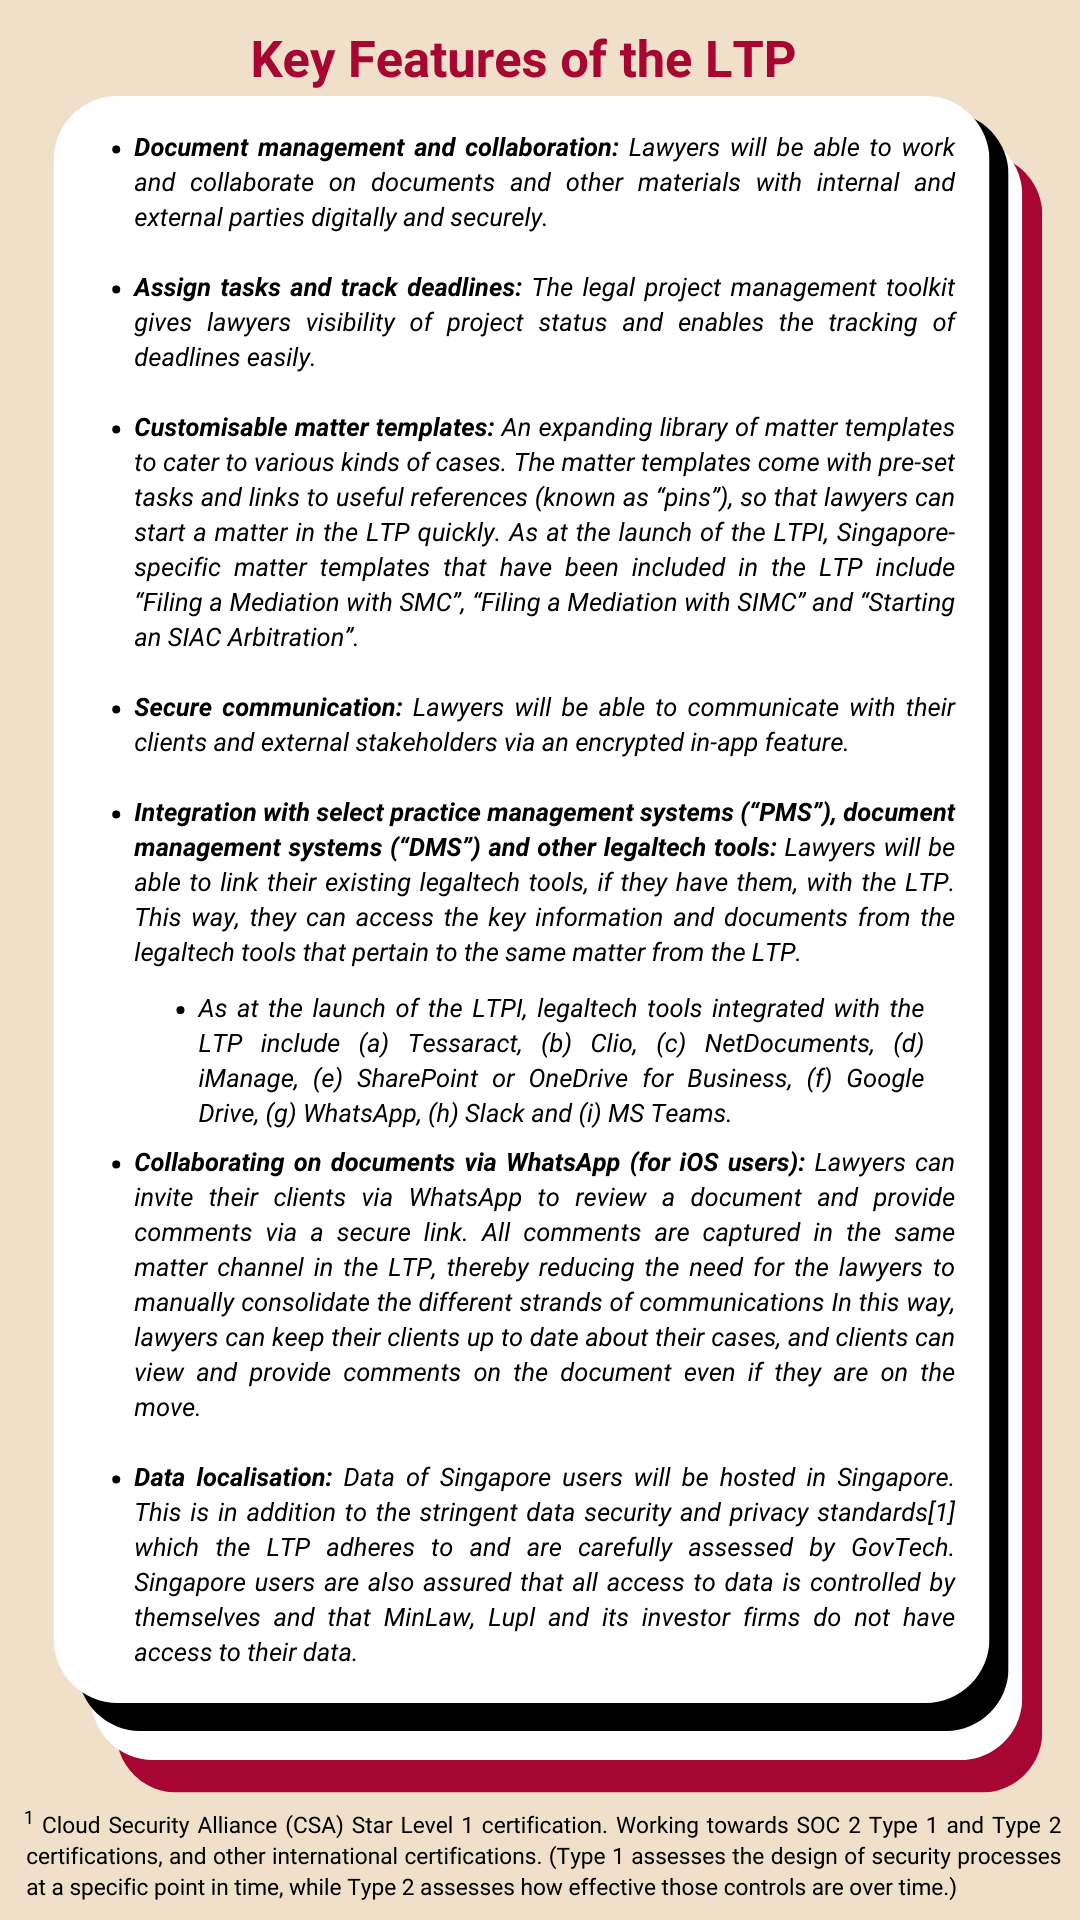 Key Features of the LTP
• Document management and collaboration: Lawyers will be able to work
and collaborate on documents and other materials with internal and
external parties digitally and securely.
• Assign tasks and track deadlines: The legal project management toolkit
gives lawyers visibility of project status and enables the tracking of
deadlines easily.
• Customisable matter templates: An expanding library of matter templates
to cater to various kinds of cases. The matter templates come with pre-set
tasks and links to useful references (known as “pins”), so that lawyers can
start a matter in the LTP quickly. As at the launch of the LTPI, Singapore-
specific matter templates that have been included in the LTP include
“Filing a Mediation with SMC”, “Filing a Mediation with SIMC” and “Starting
an SIAC Arbitration”.
• Secure communication: Lawyers will be able to communicate with their
clients and external stakeholders via an encrypted in-app feature.
• Integration with select practice management systems (“PMS”), document
management systems (“DMS”) and other legaltech tools: Lawyers will be
able to link their existing legaltech tools, if they have them, with the LTP.
This way, they can access the key information and documents from the
legaltech tools that pertain to the same matter from the LTP.
• As at the launch of the LTPI, legaltech tools integrated with the
LTP include (a) Tessaract, (b) Clio, (c) NetDocuments, (d)
iManage, (e) SharePoint or OneDrive for Business, (f) Google
Drive, (g) WhatsApp, (h) Slack and (i) MS Teams.
• Collaborating on documents via WhatsApp (for iOS users): Lawyers can
invite their clients via WhatsApp to review a document and provide
comments via a secure link. All comments are captured in the same
matter channel in the LTP, thereby reducing the need for the lawyers to
manually consolidate the different strands of communications In this way,
lawyers can keep their clients up to date about their cases, and clients can
view and provide comments on the document even if they are on the
move.
• Data localisation: Data of Singapore users will be hosted in Singapore.
This is in addition to the stringent data security and privacy standards[1]
which the LTP adheres to and are carefully assessed by GovTech.
Singapore users are also assured that all access to data is controlled by
themselves and that MinLaw, Lupl and its investor firms do not have
access to their data.
1 Cloud Security Alliance (CSA) Star Level 1 certification. Working towards SOC 2 Type 1 and Type 2
certifications, and other international certifications. (Type 1 assesses the design of security processes
at a specific point in time, while Type 2 assesses how effective those controls are over time.)